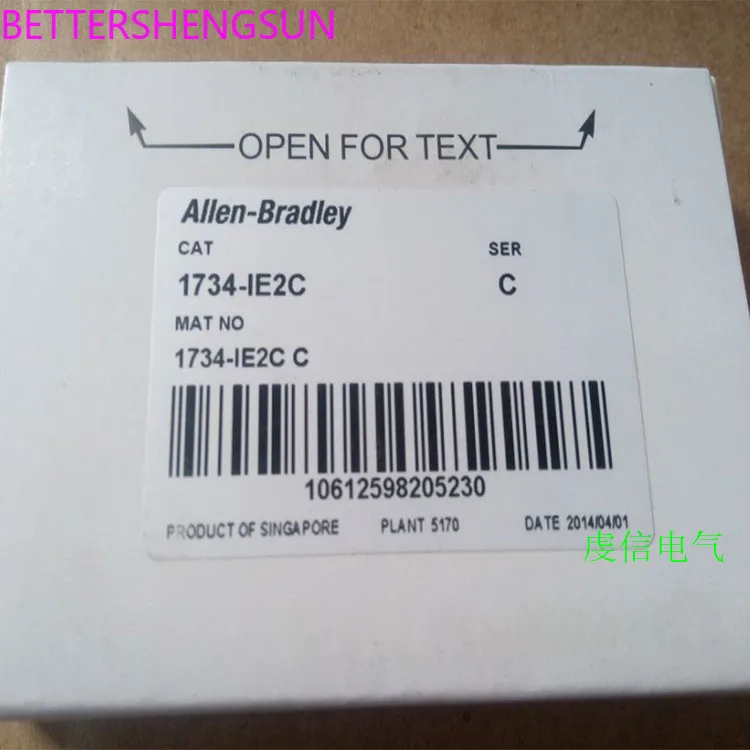 BETTERSHENGSUN
OPEN FOR TEXT
Allen-Bradley
CAT SER
1734-IE2C C
MAT NO
1734-IE2C C
10612598205230
PRODUCT OF SINGAPORE PLANT 5170 DATE 2014/04/01
虔信电气